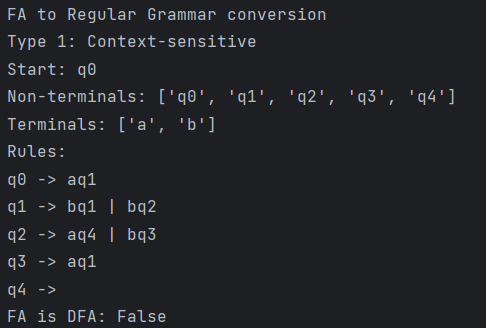 FA to Regular Grammar conversion
Type 1: Context-sensitive
Start: q0
Non-terminals: ['q0', 'q1', 'q2', 'q3', 'q4']
Terminals: ['a', 'b']
Rules:
q0 -> aq1
q1 -> bq1 | bq2
q2 -> aq4 | bq3
q3 -> aq1
q4 ->
FA is DFA: False